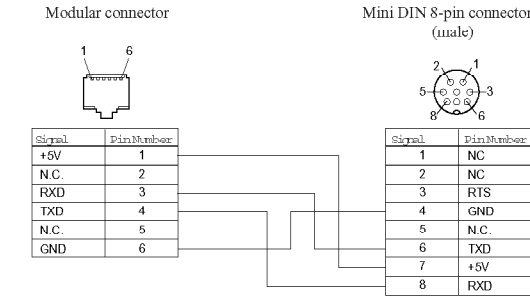 Modular connector
Mini DIN 8-pin connector
(male)
1 6
2 1
5 3
8 6
Signal Pin Number
+5V 1
N.C. 2
RXD 3
TXD 4
N.C. 5
GND 6
Signal Pin Number
1 NC
2 NC
3 RTS
4 GND
5 N.C.
6 TXD
7 +5V
8 RXD